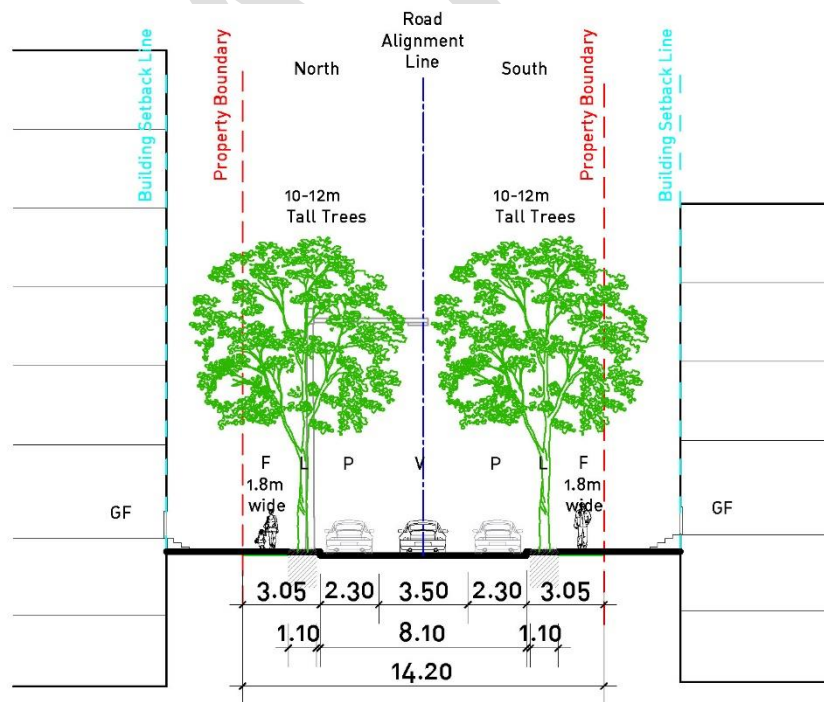 Road
Alignment
Line
North
South
Building Setback Line
Property Boundary
Property Boundary
Building Setback Line
10-12m
Tall Trees
10-12m
Tall Trees
F L P V P L F
1.8m
wide
1.8m
wide
GF
GF
3.05 2.30 3.50 2.30 3.05
1.10 8.10 1.10
14.20